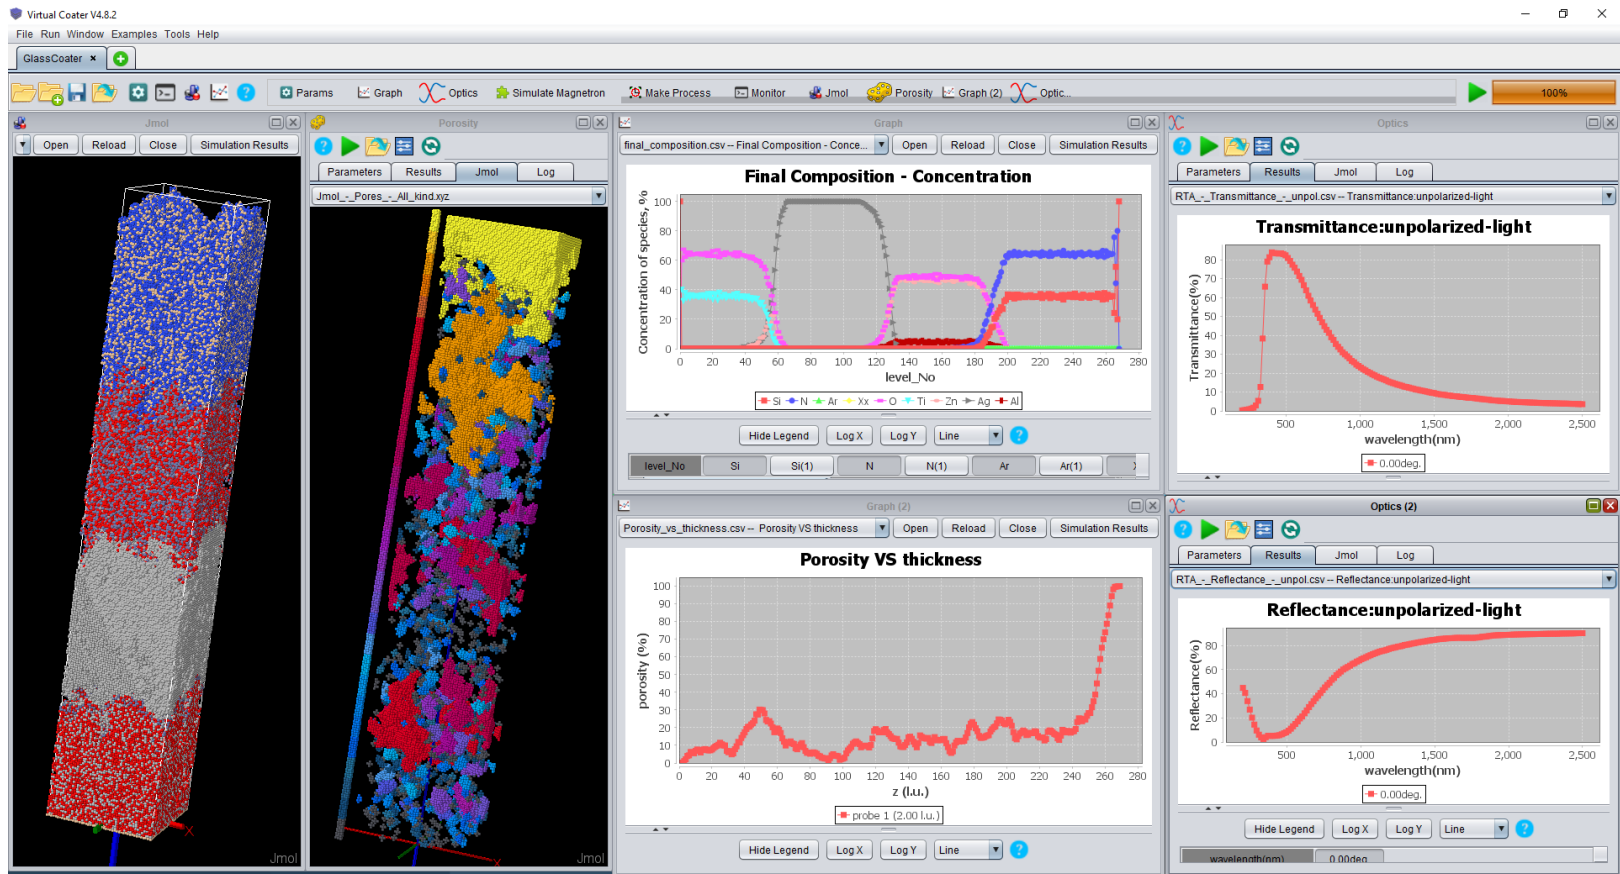 Virtual Coater V4.8.2
File Run Window Examples Tools Help
GlassCoater
Params Graph Optics Simulate Magnetron Make Process Monitor Jmol Porosity Graph (2) Optic... 100%
Jmol
Open Reload Close Simulation Results
Jmol
X
Porosity
Parameters Results Jmol Log
Jmol_-_Pores_-_All_kind.xyz
Jmol
X
Graph
final_composition.csv -- Final Composition - Conce... Open Reload Close Simulation Results
Final Composition - Concentration
Concentration of species, %
100
80
60
40
20
0
0 20 40 60 80 100 120 140 160 180 200 220 240 260 280
level_No
Si N Ar Xx O Ti Zn Ag Al
Hide Legend Log X Log Y Line
level_No Si Si(1) N N(1) Ar Ar(1)
Graph (2)
Porosity_vs_thickness.csv -- Porosity VS thickness Open Reload Close Simulation Results
Porosity VS thickness
porosity (%)
100
90
80
70
60
50
40
30
20
10
0
0 20 40 60 80 100 120 140 160 180 200 220 240 260 280
z (l.u.)
probe 1 (2.00 l.u.)
Hide Legend Log X Log Y Line
Optics
Parameters Results Jmol Log
RTA_-_Transmittance_-_unpol.csv -- Transmittance:unpolarized-light
Transmittance:unpolarized-light
Transmittance(%)
80
70
60
50
40
30
20
10
0
500 1,000 1,500 2,000 2,500
wavelength(nm)
0.00deg.
Optics (2)
Parameters Results Jmol Log
RTA_-_Reflectance_-_unpol.csv -- Reflectance:unpolarized-light
Reflectance:unpolarized-light
Reflectance(%)
80
60
40
20
0
500 1,000 1,500 2,000 2,500
wavelength(nm)
0.00deg.
Hide Legend Log X Log Y Line
wavelength(nm) 0.00deg